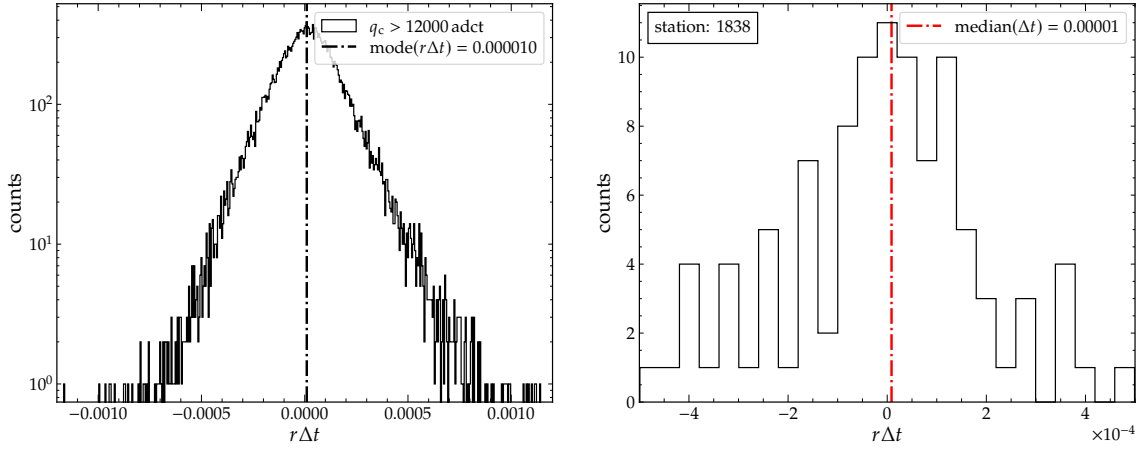 q_c > 12000 adct
mode(rΔt) = 0.000010
counts
10^2
10^1
10^0
−0.0010 −0.0005 0.0000 0.0005 0.0010
rΔt
station: 1838
median(Δt) = 0.00001
counts
10
8
6
4
2
0
−4 −2 0 2 4
×10^−4
rΔt